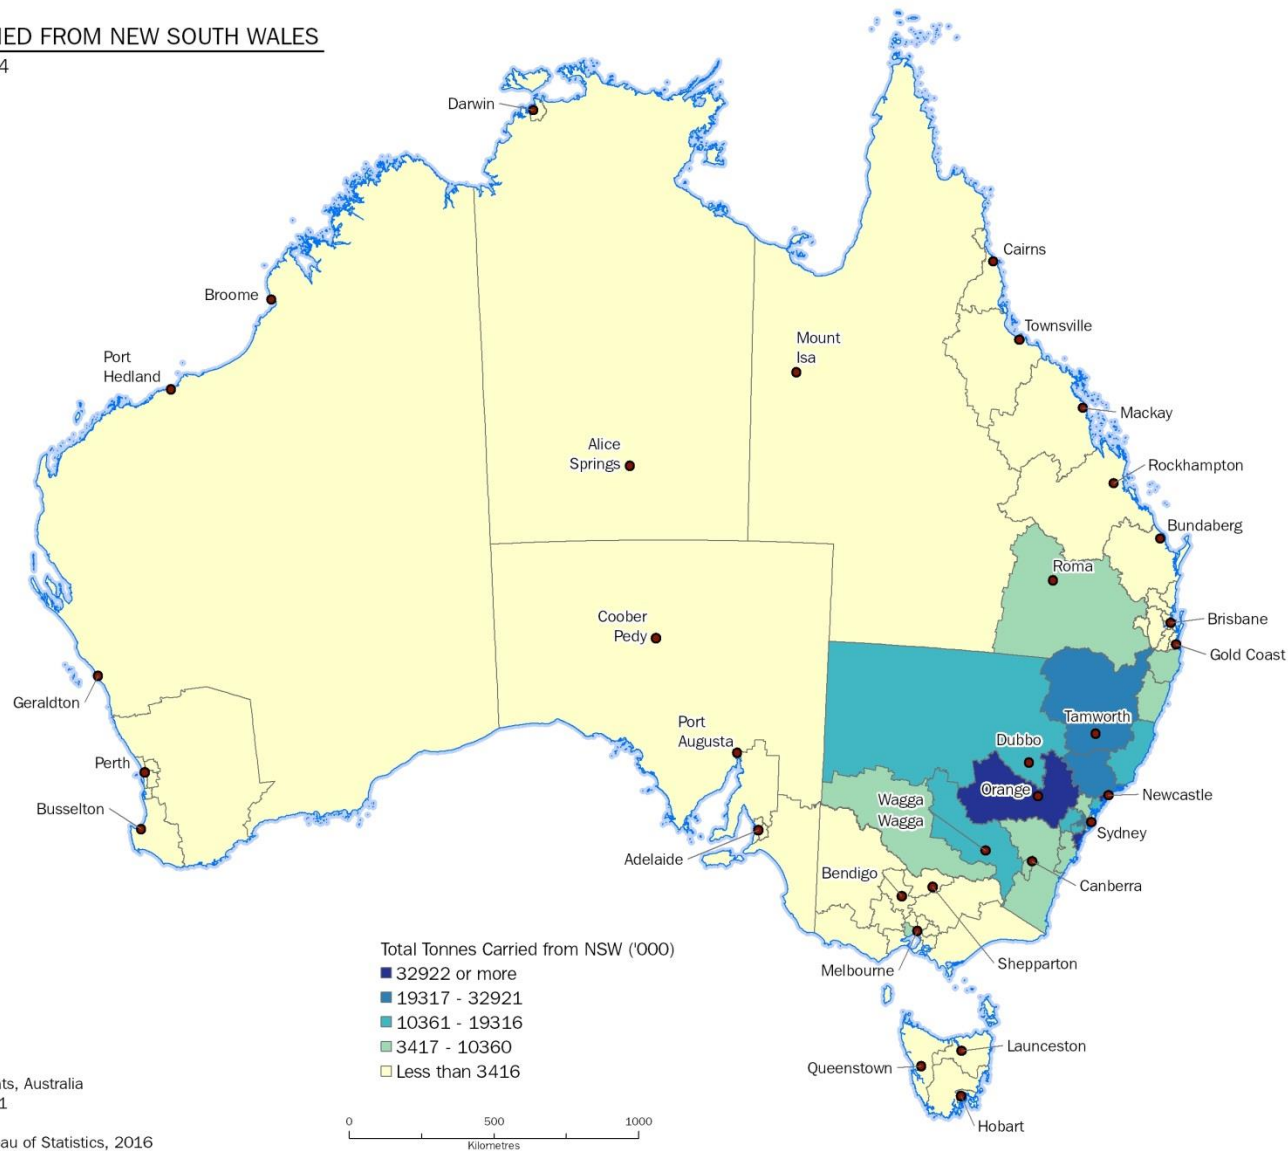 IED FROM NEW SOUTH WALES
4
Darwin
Cairns
Broome
Townsville
Mount
Isa
Port
Hedland
Mackay
Alice
Springs
Rockhampton
Bundaberg
Roma
Coober
Pedy
Brisbane
Gold Coast
Geraldton
Port
Augusta
Tamworth
Dubbo
Perth
Orange
Newcastle
Wagga
Wagga
Busselton
Sydney
Adelaide
Bendigo
Canberra
Total Tonnes Carried from NSW ('000)
32922 or more
19317 - 32921
10361 - 19316
3417 - 10360
Less than 3416
Melbourne
Shepparton
Launceston
Queenstown
Hobart
ts, Australia
1
au of Statistics, 2016
0 500 1000
Kilometres